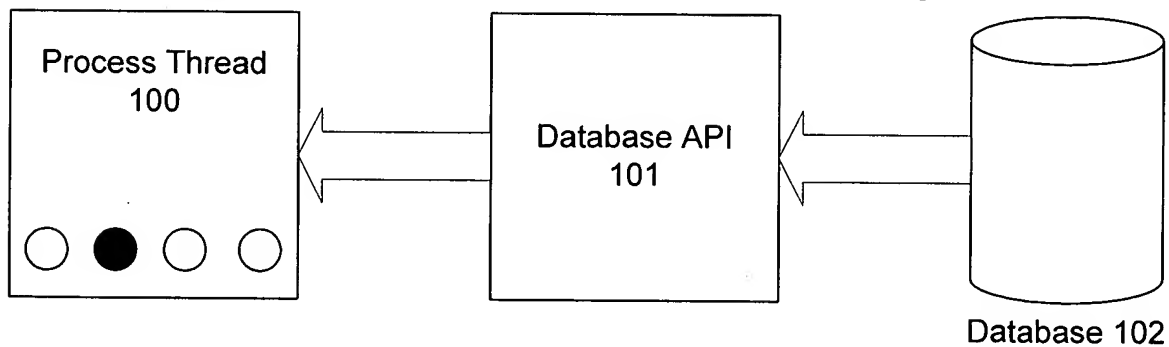 Process Thread
100
Database API
101
Database 102